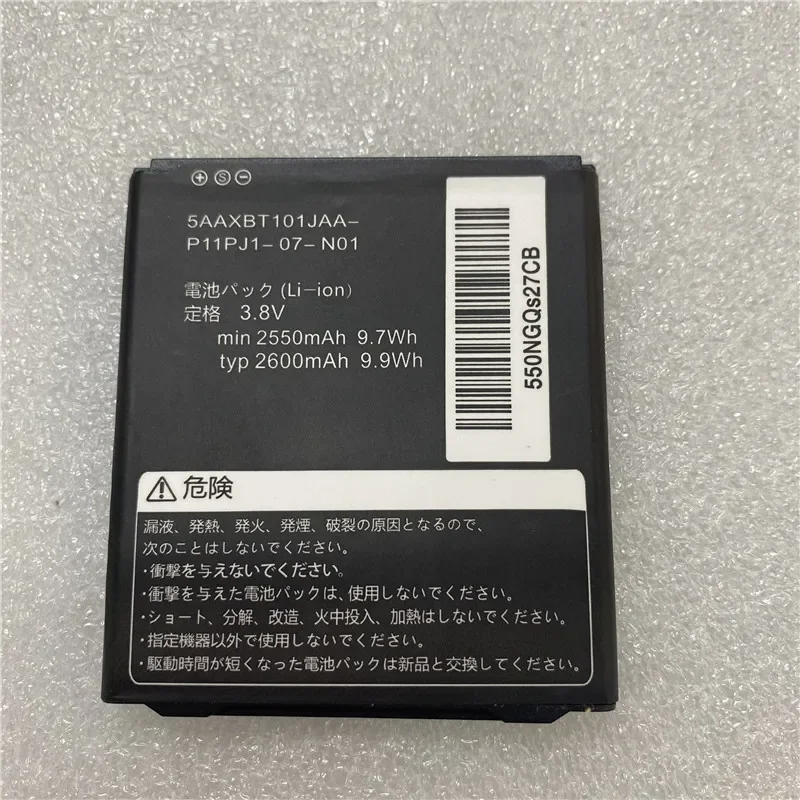 ⊕Ⓢ⊖
5AAXBT101JAA-
P11PJ1- 07- N01
電池パック (Li-ion)
定格 3.8V
min 2550mAh 9.7Wh
typ 2600mAh 9.9Wh
550NGQs27CB
⚠危険
漏液、発熱、発火、発煙、破裂の原因となるので、
次のことはしないでください。
・衝撃を与えないでください。
・衝撃を与えた電池パックは、使用しないでください。
・ショート、分解、改造、火中投入、加熱はしないでください。
・指定機器以外で使用しないでください。
・駆動時間が短くなった電池パックは新品と交換してください。